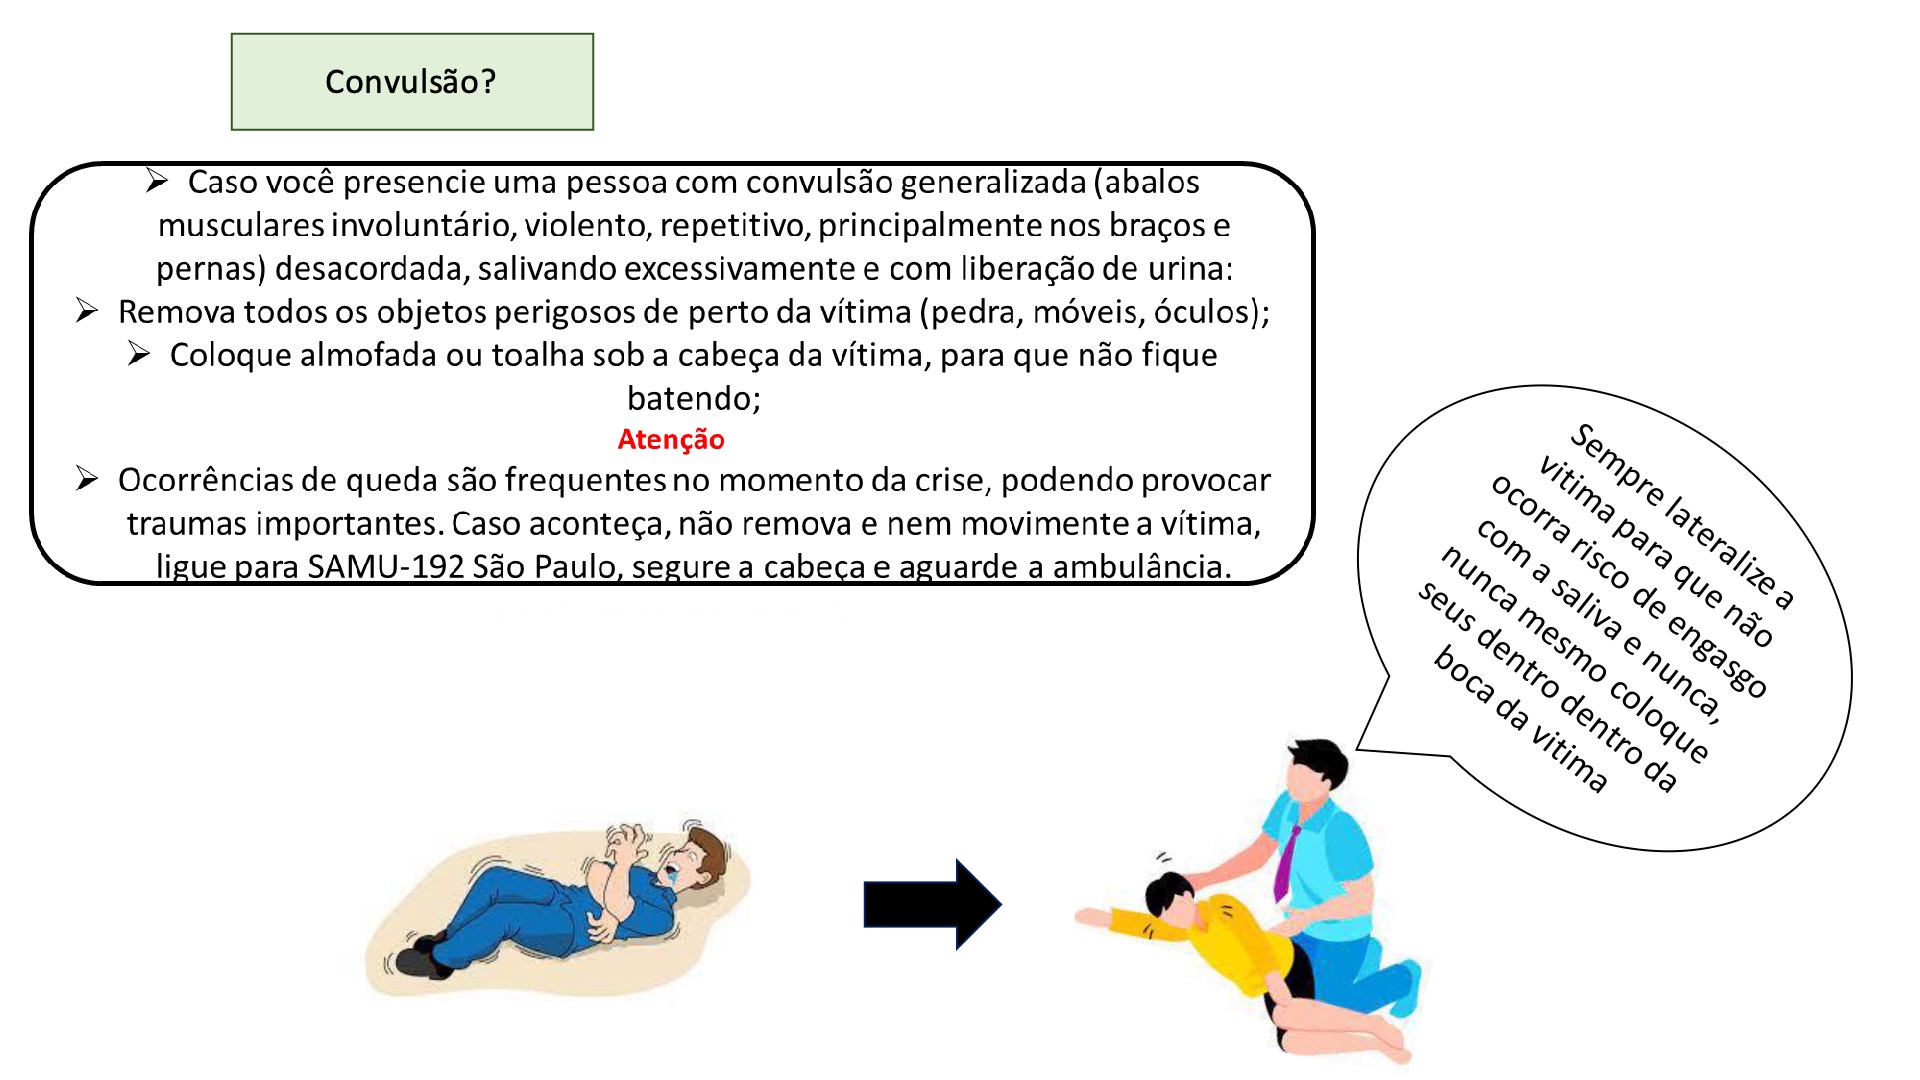 Convulsão?
➢ Caso você presencie uma pessoa com convulsão generalizada (abalos
musculares involuntário, violento, repetitivo, principalmente nos braços e
pernas) desacordada, salivando excessivamente e com liberação de urina:
➢ Remova todos os objetos perigosos de perto da vítima (pedra, móveis, óculos);
➢ Coloque almofada ou toalha sob a cabeça da vítima, para que não fique
batendo;
Atenção
➢ Ocorrências de queda são frequentes no momento da crise, podendo provocar
traumas importantes. Caso aconteça, não remova e nem movimente a vítima,
ligue para SAMU-192 São Paulo, segure a cabeça e aguarde a ambulância.
Sempre lateralize a
vitima para que não
ocorra risco de engasgo
com a saliva e nunca,
nunca mesmo coloque
seus dentro dentro da
boca da vitima